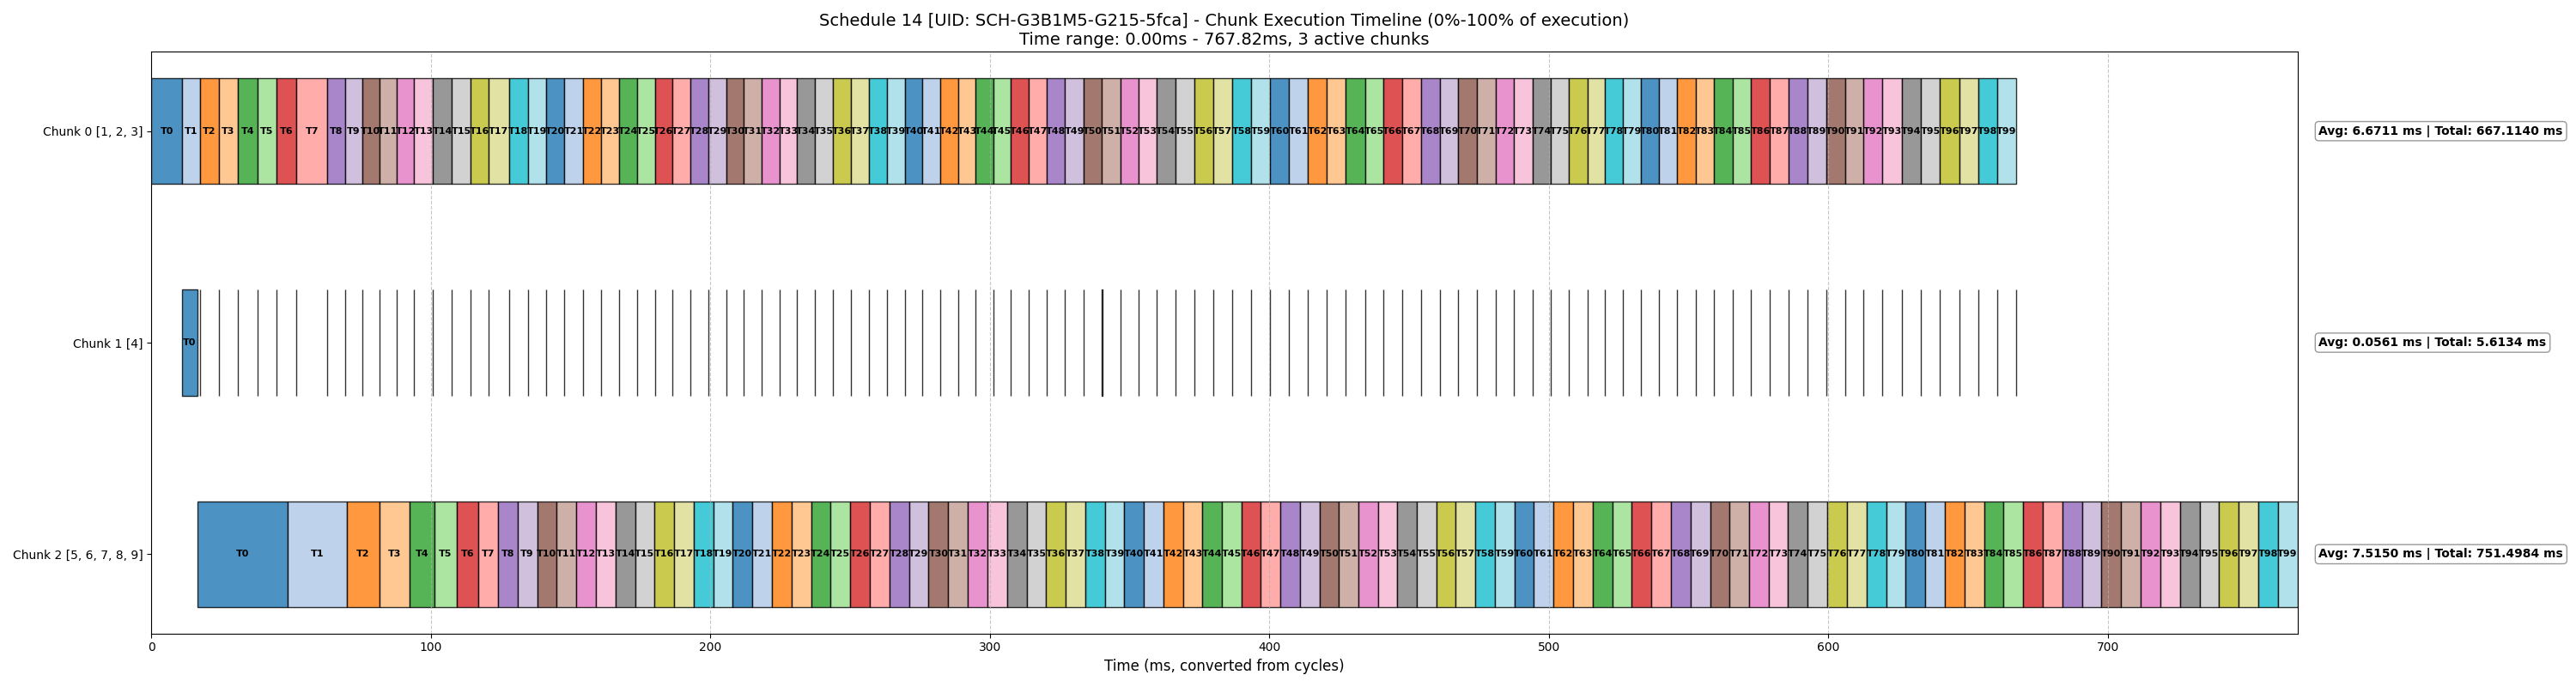 Schedule 14 [UID: SCH-G3B1M5-G215-5fca] - Chunk Execution Timeline (0%-100% of execution)
Time range: 0.00ms - 767.82ms, 3 active chunks
Chunk 0 [1, 2, 3]
T0 T1 T2 T3 T4 T5 T6 T7 T8 T9 T10 T11 T12 T13 T14 T15 T16 T17 T18 T19 T20 T21 T22 T23 T24 T25 T26 T27 T28 T29 T30 T31 T32 T33 T34 T35 T36 T37 T38 T39 T40 T41 T42 T43 T44 T45 T46 T47 T48 T49 T50 T51 T52 T53 T54 T55 T56 T57 T58 T59 T60 T61 T62 T63 T64 T65 T66 T67 T68 T69 T70 T71 T72 T73 T74 T75 T76 T77 T78 T79 T80 T81 T82 T83 T84 T85 T86 T87 T88 T89 T90 T91 T92 T93 T94 T95 T96 T97 T98 T99
Avg: 6.6711 ms | Total: 667.1140 ms
Chunk 1 [4]
T0
Avg: 0.0561 ms | Total: 5.6134 ms
Chunk 2 [5, 6, 7, 8, 9]
T0 T1 T2 T3 T4 T5 T6 T7 T8 T9 T10 T11 T12 T13 T14 T15 T16 T17 T18 T19 T20 T21 T22 T23 T24 T25 T26 T27 T28 T29 T30 T31 T32 T33 T34 T35 T36 T37 T38 T39 T40 T41 T42 T43 T44 T45 T46 T47 T48 T49 T50 T51 T52 T53 T54 T55 T56 T57 T58 T59 T60 T61 T62 T63 T64 T65 T66 T67 T68 T69 T70 T71 T72 T73 T74 T75 T76 T77 T78 T79 T80 T81 T82 T83 T84 T85 T86 T87 T88 T89 T90 T91 T92 T93 T94 T95 T96 T97 T98 T99
Avg: 7.5150 ms | Total: 751.4984 ms
0 100 200 300 400 500 600 700
Time (ms, converted from cycles)